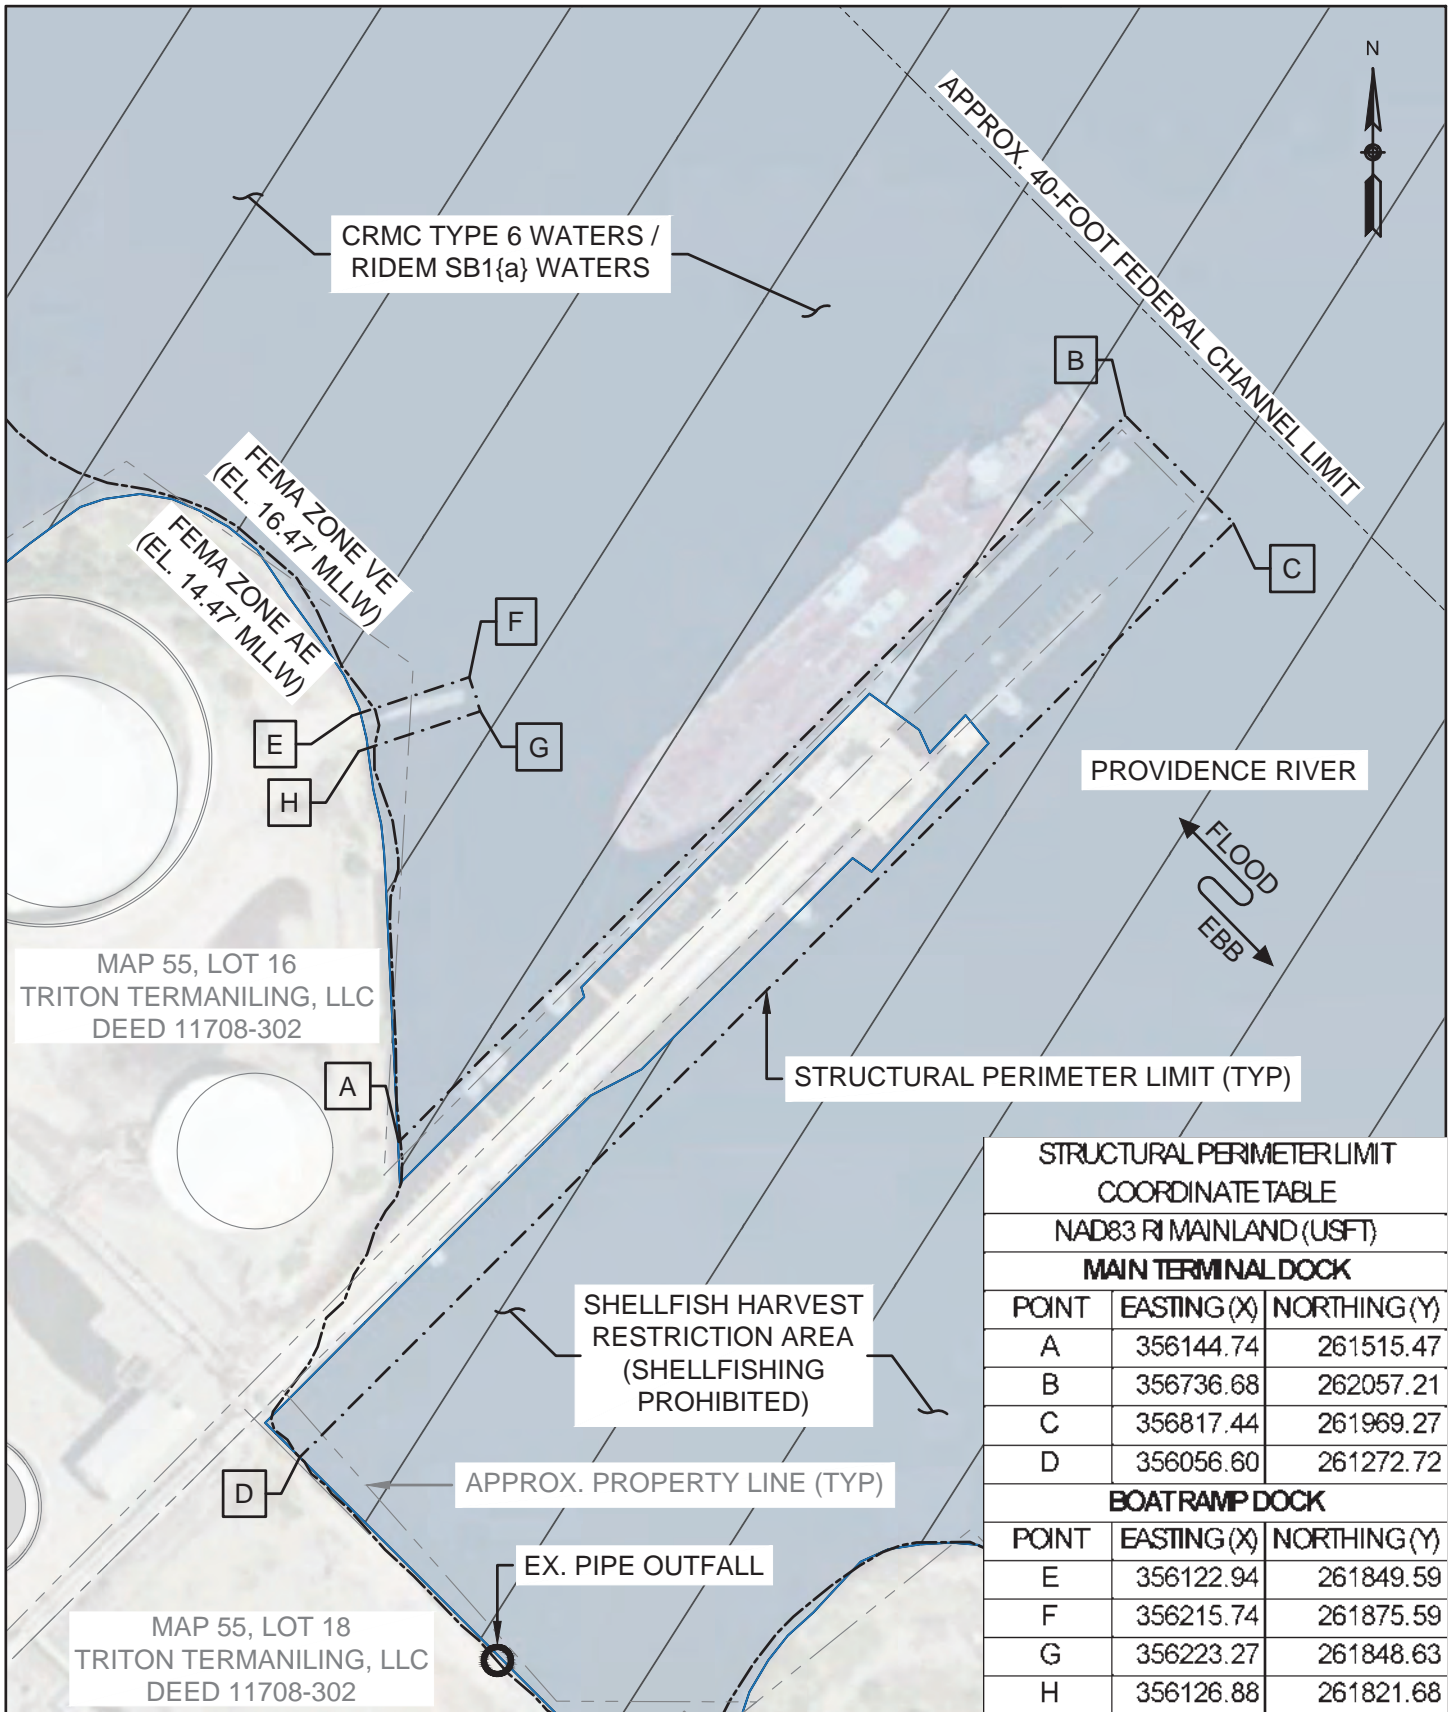 N
APPROX. 40-FOOT FEDERAL CHANNEL LIMIT
CRMC TYPE 6 WATERS /
RIDEM SB1{a} WATERS
B
C
FEMA ZONE VE
(EL. 16.47' MLLW)
FEMA ZONE AE
(EL. 14.47' MLLW)
F
E
G
H
PROVIDENCE RIVER
FLOOD
EBB
MAP 55, LOT 16
TRITON TERMANILING, LLC
DEED 11708-302
A
STRUCTURAL PERIMETER LIMIT (TYP)
SHELLFISH HARVEST
RESTRICTION AREA
(SHELLFISHING
PROHIBITED)
D
APPROX. PROPERTY LINE (TYP)
EX. PIPE OUTFALL
MAP 55, LOT 18
TRITON TERMANILING, LLC
DEED 11708-302
STRUCTURAL PERIMETER LIMIT
COORDINATE TABLE
NAD83 RI MAINLAND (USFT)
MAIN TERMINAL DOCK
POINT EASTING (X) NORTHING (Y)
A 356144.74 261515.47
B 356736.68 262057.21
C 356817.44 261969.27
D 356056.60 261272.72
BOAT RAMP DOCK
POINT EASTING (X) NORTHING (Y)
E 356122.94 261849.59
F 356215.74 261875.59
G 356223.27 261848.63
H 356126.88 261821.68